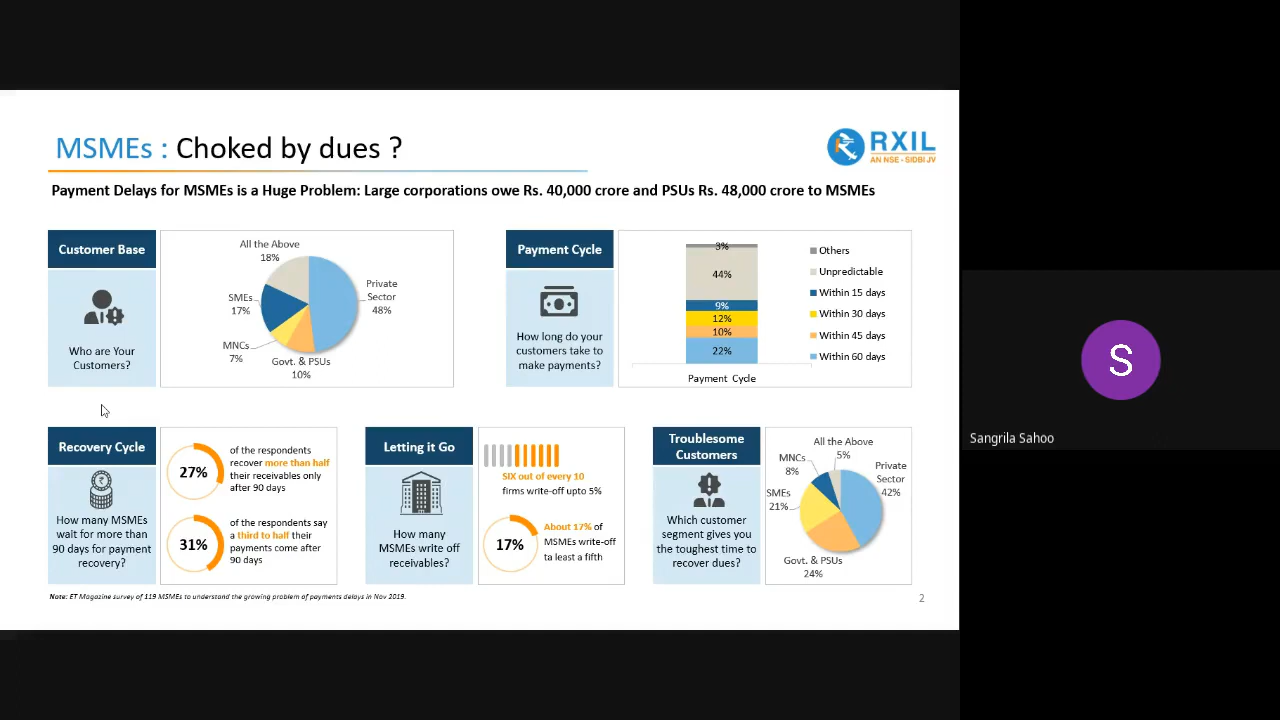 MSMEs : Choked by dues ?
RXIL
AN NSE - SIDBI JV
Payment Delays for MSMEs is a Huge Problem: Large corporations owe Rs. 40,000 crore and PSUs Rs. 48,000 crore to MSMEs
Customer Base
Who are Your
Customers?
All the Above
18%
Private
Sector
48%
SMEs
17%
MNCs
7%
Govt. & PSUs
10%
Payment Cycle
How long do your
customers take to
make payments?
3%
44%
9%
12%
10%
22%
Payment Cycle
Others
Unpredictable
Within 15 days
Within 30 days
Within 45 days
Within 60 days
Recovery Cycle
How many MSMEs
wait for more than
90 days for payment
recovery?
27%
of the respondents
recover more than half
their receivables only
after 90 days
31%
of the respondents say
a third to half their
payments come after
90 days
Letting it Go
How many
MSMEs write off
receivables?
SIX out of every 10
firms write-off upto 5%
17%
About 17% of
MSMEs write-off
ta least a fifth
Troublesome
Customers
Which customer
segment gives you
the toughest time to
recover dues?
All the Above
5%
MNCs
8%
Private
Sector
42%
SMEs
21%
Govt. & PSUs
24%
Note: ET Magazine survey of 119 MSMEs to understand the growing problem of payments delays in Nov 2019.
2
S
Sangrila Sahoo